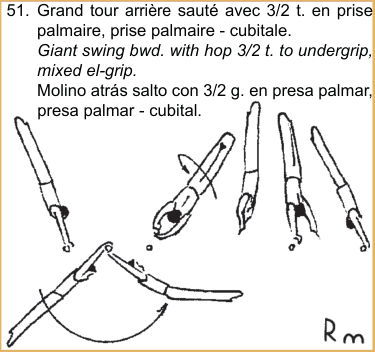 51. Grand tour arrière sauté avec 3/2 t. en prise
palmaire, prise palmaire - cubitale.
Giant swing bwd. with hop 3/2 t. to undergrip,
mixed el-grip.
Molino atrás salto con 3/2 g. en presa palmar,
presa palmar - cubital.
Rm